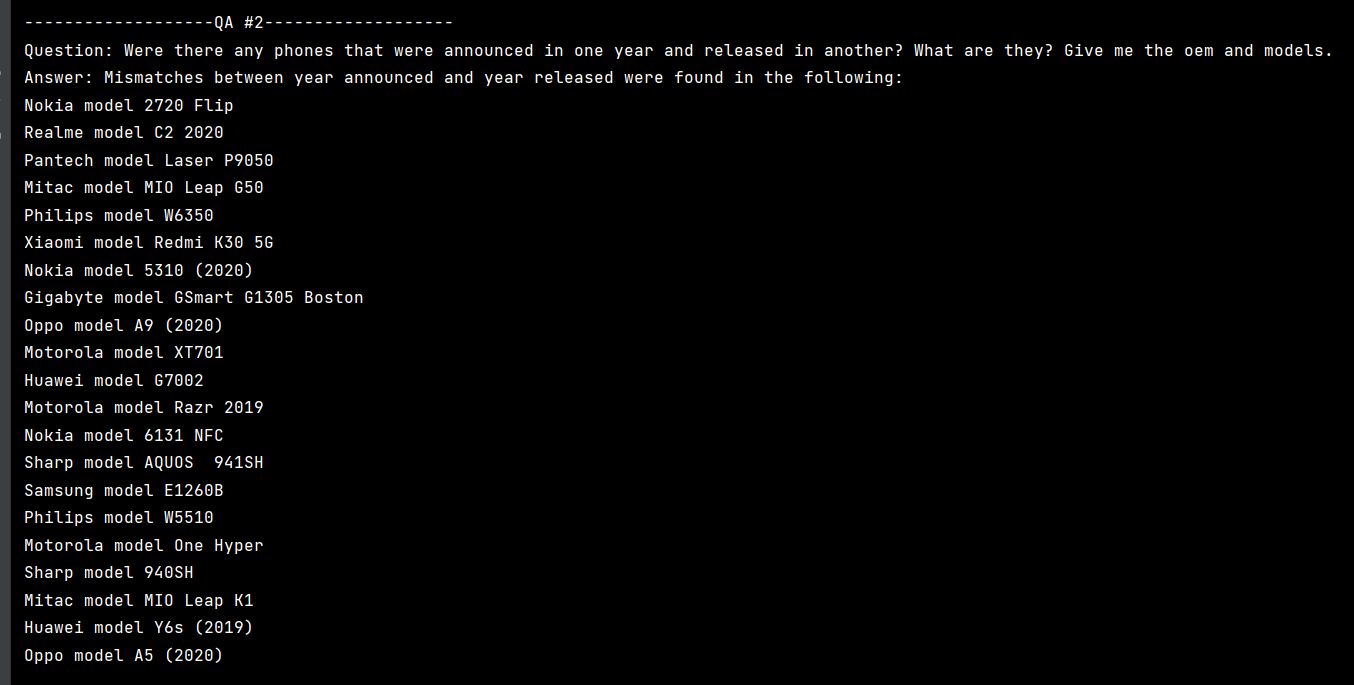 -------------------QA #2-------------------
Question: Were there any phones that were announced in one year and released in another? What are they? Give me the oem and models.
Answer: Mismatches between year announced and year released were found in the following:
Nokia model 2720 Flip
Realme model C2 2020
Pantech model Laser P9050
Mitac model MIO Leap G50
Philips model W6350
Xiaomi model Redmi K30 5G
Nokia model 5310 (2020)
Gigabyte model GSmart G1305 Boston
Oppo model A9 (2020)
Motorola model XT701
Huawei model G7002
Motorola model Razr 2019
Nokia model 6131 NFC
Sharp model AQUOS  941SH
Samsung model E1260B
Philips model W5510
Motorola model One Hyper
Sharp model 940SH
Mitac model MIO Leap K1
Huawei model Y6s (2019)
Oppo model A5 (2020)